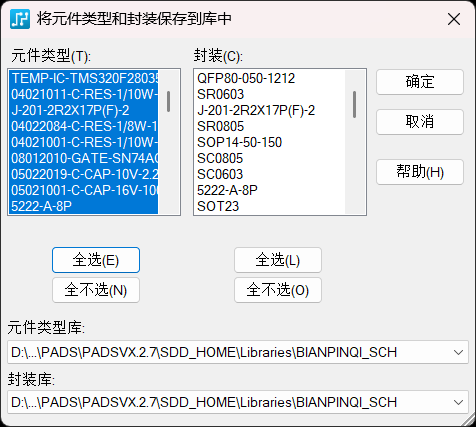 将元件类型和封装保存到库中
元件类型(T):
TEMP-IC-TMS320F28035
04021011-C-RES-1/10W-
J-201-2R2X17P(F)-2
04022084-C-RES-1/8W-1
04021001-C-RES-1/10W-
08012010-GATE-SN74AC
05022019-C-CAP-10V-2.2
05021001-C-CAP-16V-10
5222-A-8P
封装(C):
QFP80-050-1212
SR0603
J-201-2R2X17P(F)-2
SR0805
SOP14-50-150
SC0805
SC0603
5222-A-8P
SOT23
确定
取消
帮助(H)
全选(E)
全选(L)
全不选(N)
全不选(O)
元件类型库:
D:\...\PADS\PADSVX.2.7\SDD_HOME\Libraries\BIANPINQI_SCH
封装库:
D:\...\PADS\PADSVX.2.7\SDD_HOME\Libraries\BIANPINQI_SCH